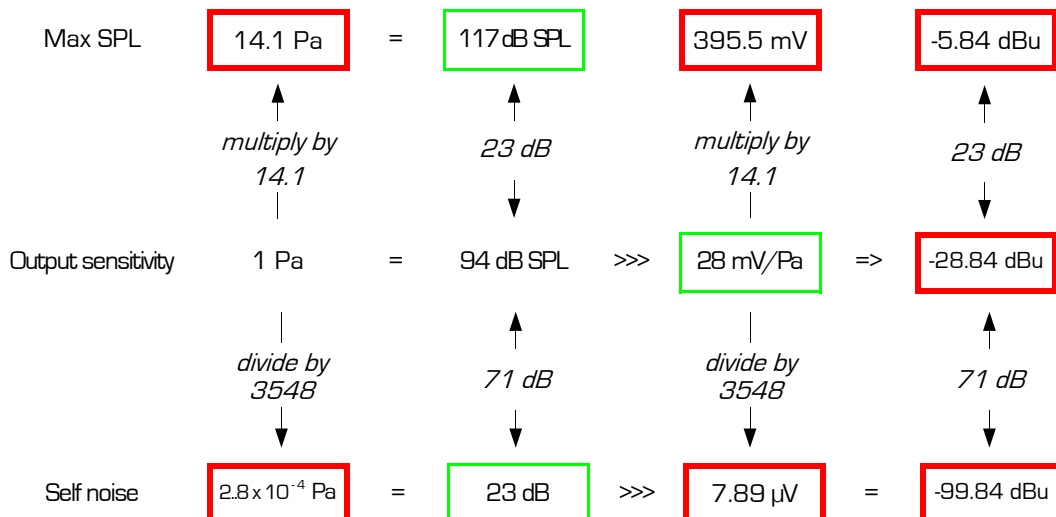 Max SPL 14.1 Pa = 117 dB SPL 395.5 mV -5.84 dBu
multiply by 23 dB multiply by 23 dB
14.1 14.1
Output sensitivity 1 Pa = 94 dB SPL >>> 28 mV/Pa => -28.84 dBu
divide by 71 dB divide by 71 dB
3548 3548
Self noise 2..8 x 10⁻⁴ Pa = 23 dB >>> 7.89 µV = -99.84 dBu